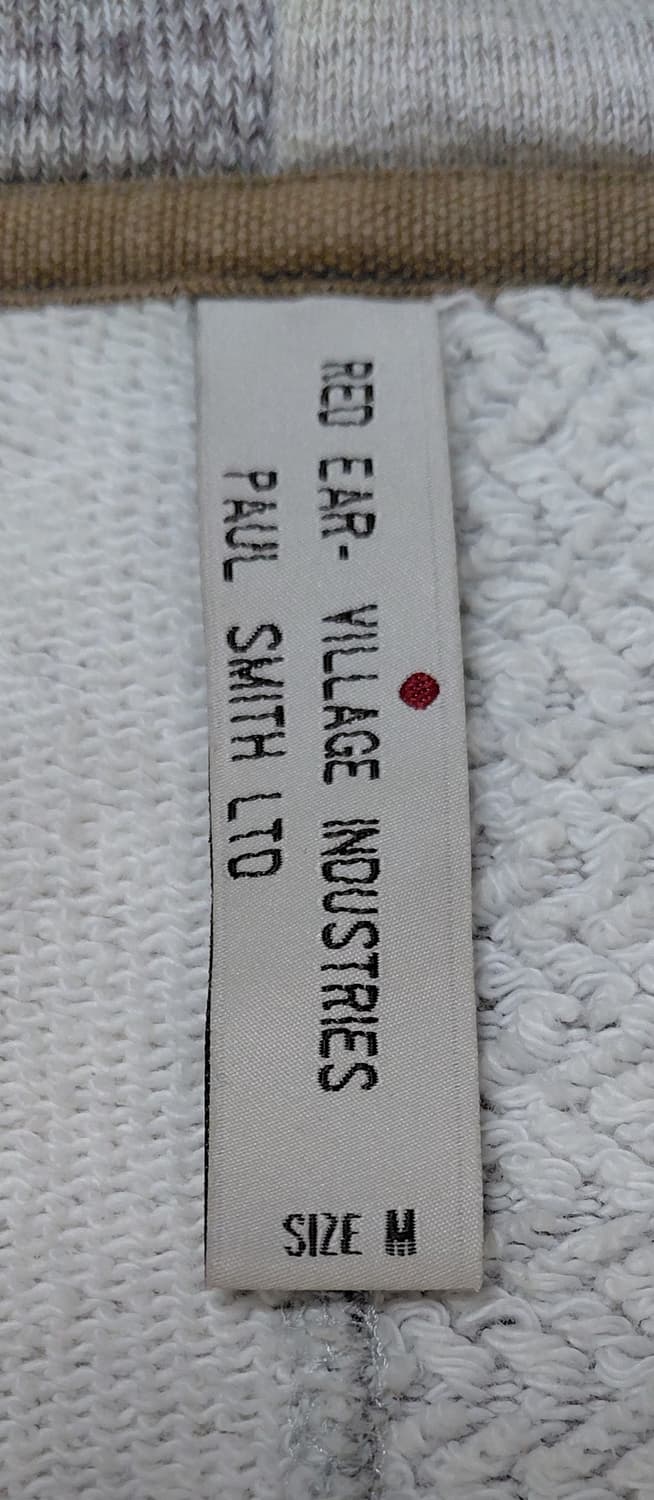 RED EAR- VILLAGE INDUSTRIES
PAUL SMITH LTD
SIZE M